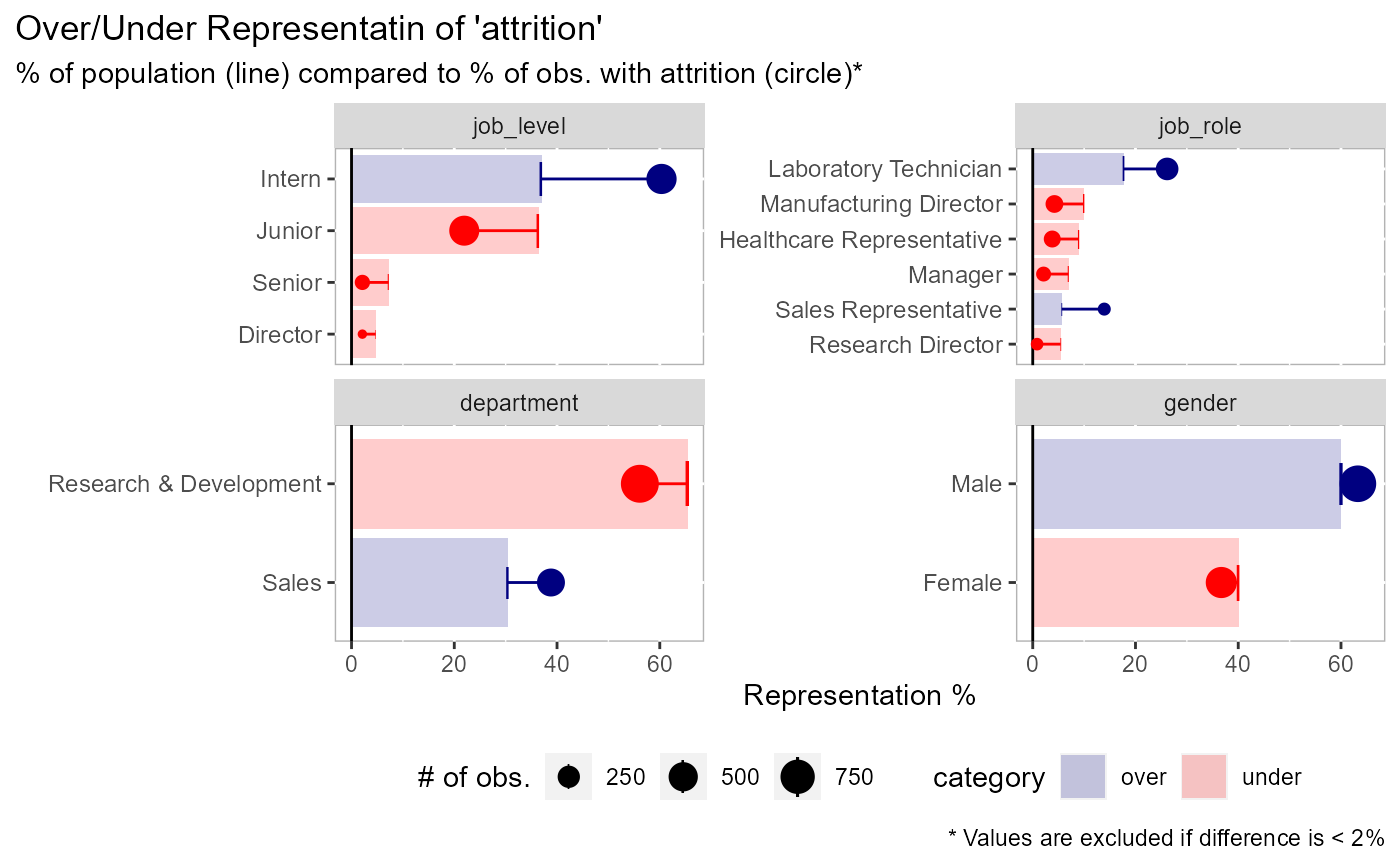 Over/Under Representatin of 'attrition'
% of population (line) compared to % of obs. with attrition (circle)*
job_level
Intern
Junior
Senior
Director
job_role
Laboratory Technician
Manufacturing Director
Healthcare Representative
Manager
Sales Representative
Research Director
department
Research & Development
Sales
0 20 40 60
gender
Male
Female
0 20 40 60
Representation %
# of obs. 250 500 750 category over under
* Values are excluded if difference is < 2%